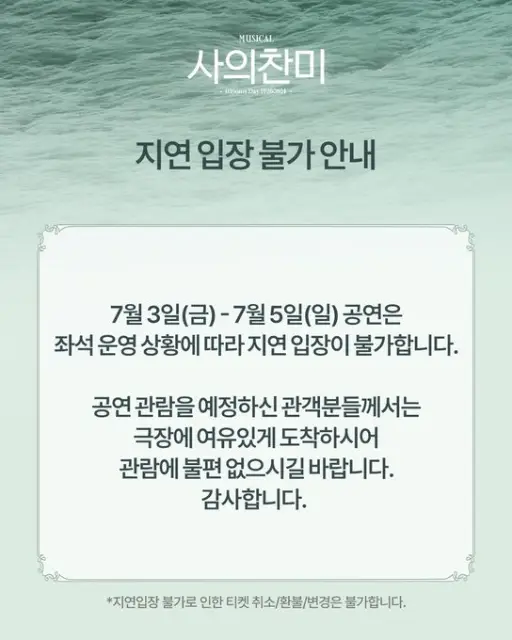 MUSICAL
사의찬미
지연 입장 불가 안내
7월 3일(금) - 7월 5일(일) 공연은
좌석 운영 상황에 따라 지연 입장이 불가합니다.
공연 관람을 예정하신 관객분들께서는
극장에 여유있게 도착하시어
관람에 불편 없으시길 바랍니다.
감사합니다.
*지연입장 불가로 인한 티켓 취소/환불/변경은 불가합니다.